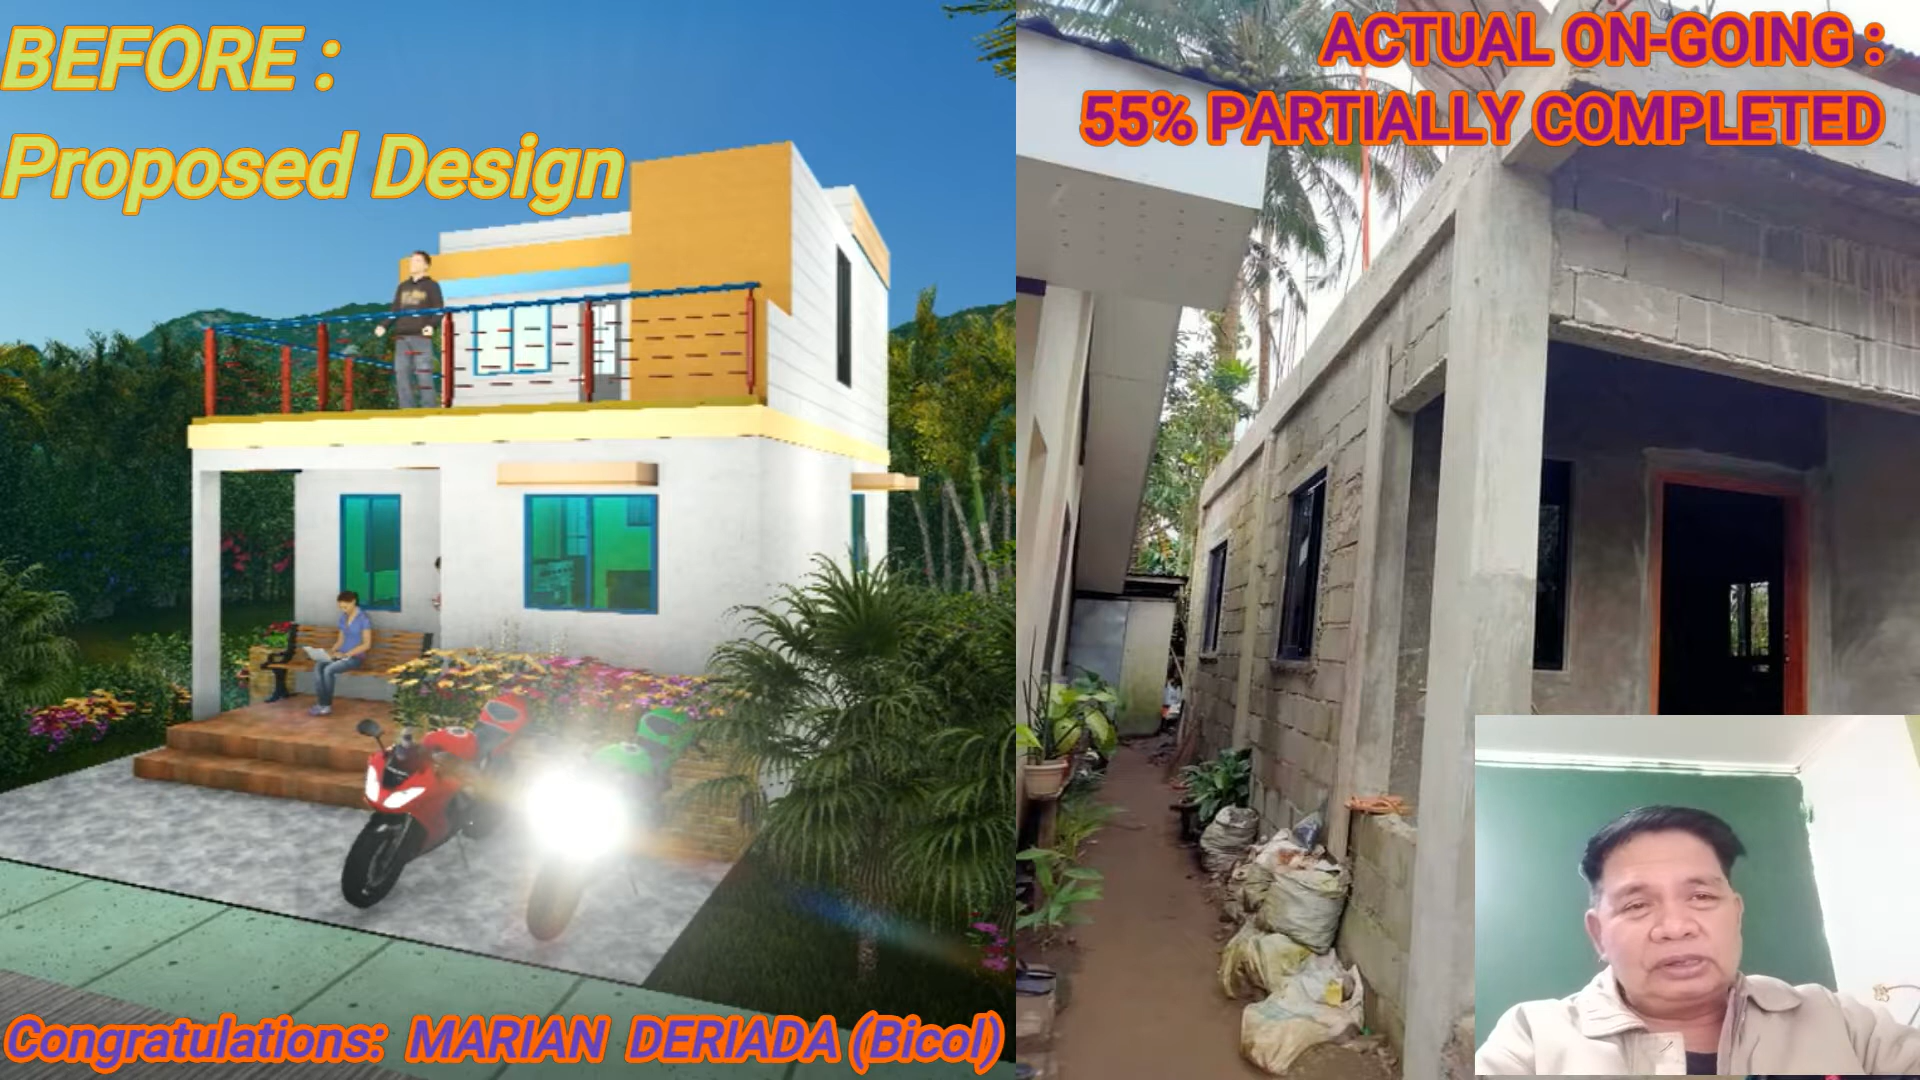 BEFORE :
Proposed Design
ACTUAL ON-GOING :
55% PARTIALLY COMPLETED
Congratulations: MARIAN DERIADA (Bicol)